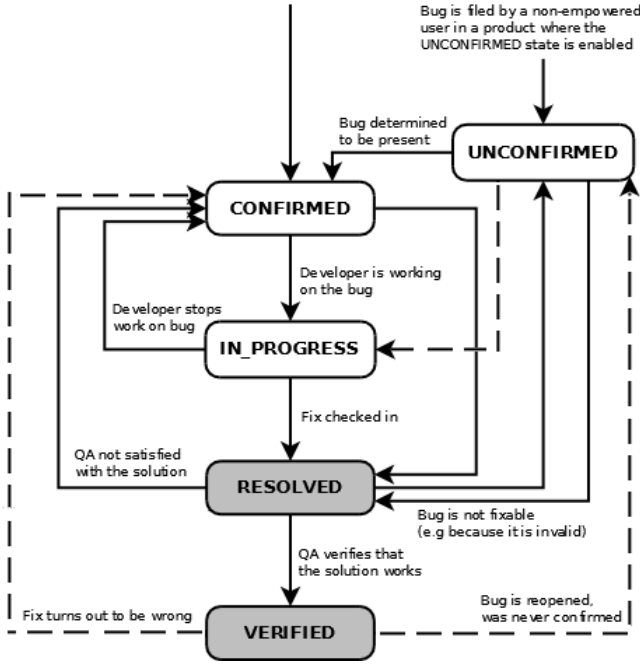 Bug is filed by a non-empowered
user in a product where the
UNCONFIRMED state is enabled
Bug determined
to be present
UNCONFIRMED
CONFIRMED
Developer is working
on the bug
Developer stops
work on bug
IN_PROGRESS
Fix checked in
QA not satisfied
with the solution
RESOLVED
Bug is not fixable
(e.g because it is invalid)
QA verifies that
the solution works
Fix turns out to be wrong
VERIFIED
Bug is reopened,
was never confirmed